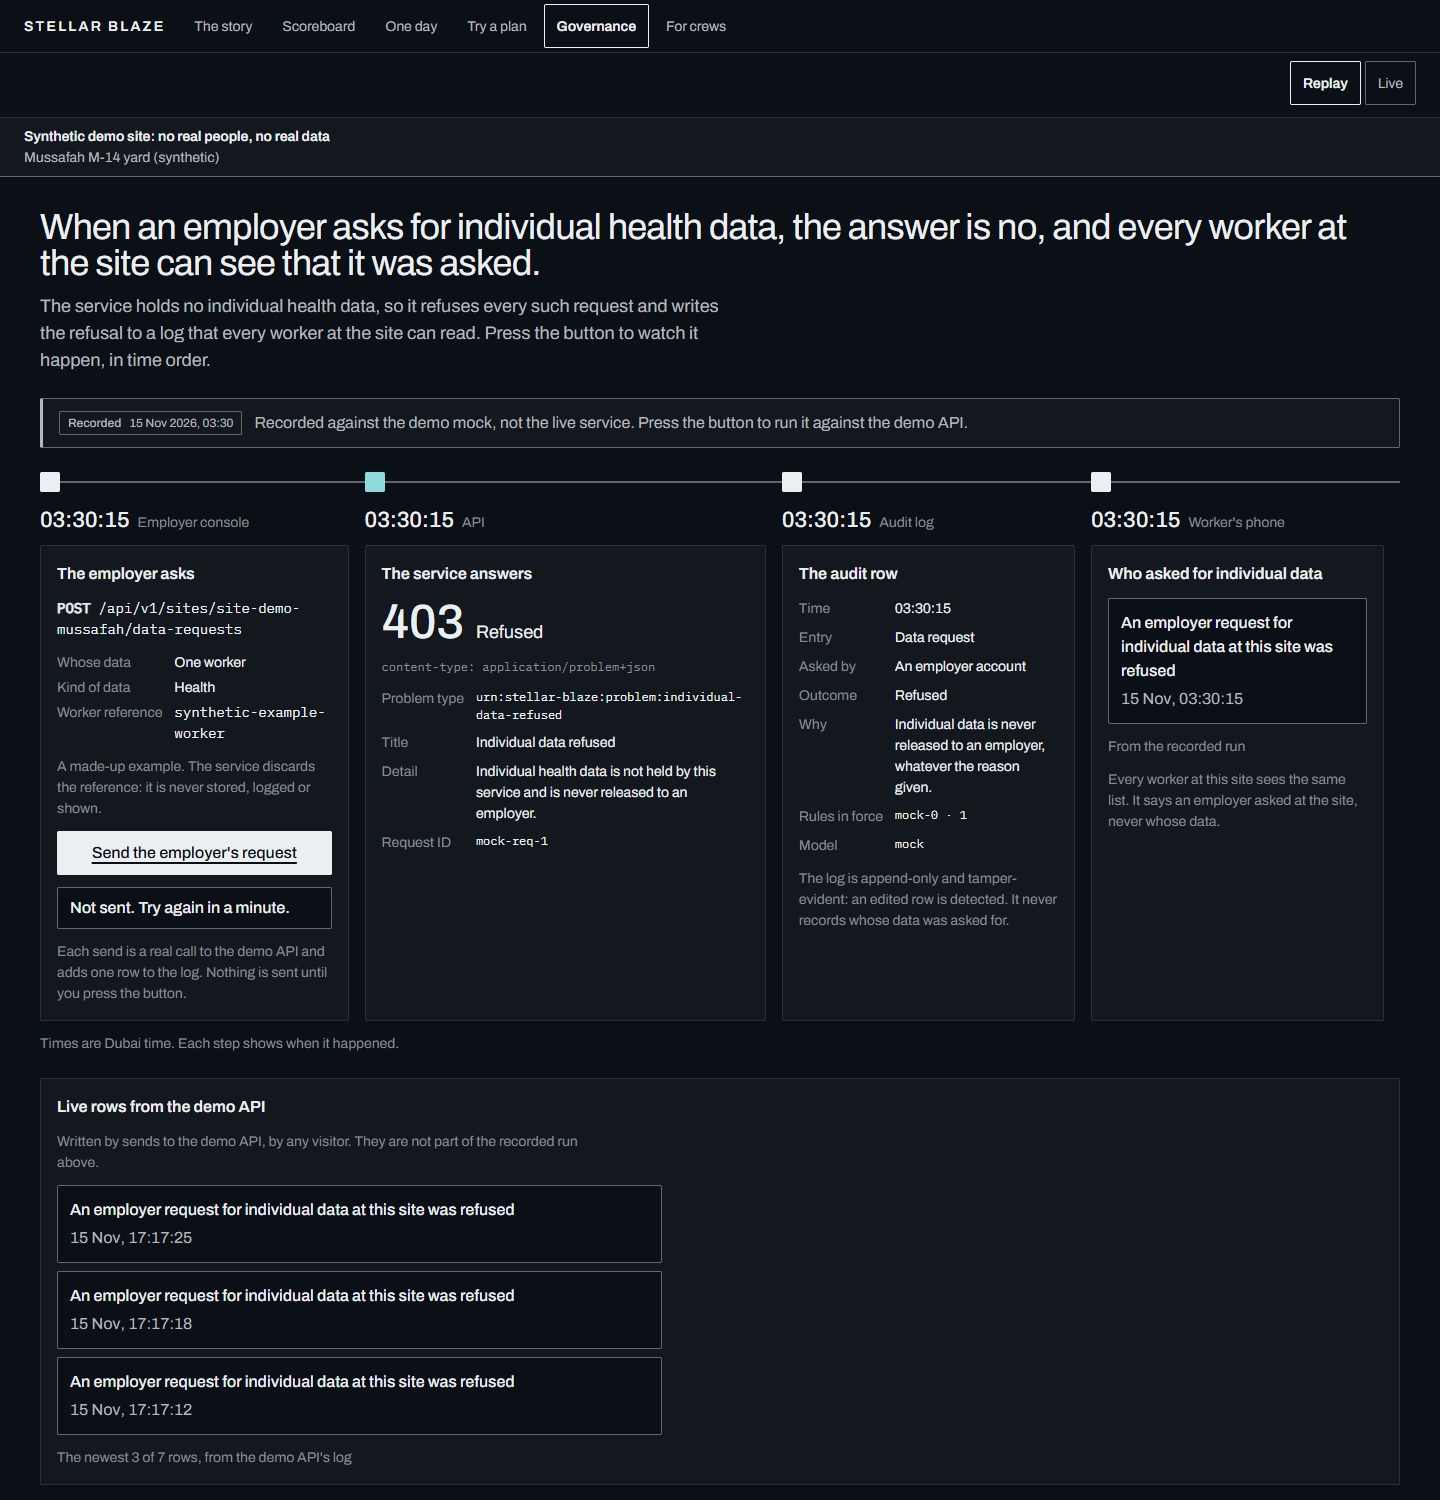 STELLAR BLAZE The story Scoreboard One day Try a plan Governance For crews
Replay Live
Synthetic demo site: no real people, no real data
Mussafah M-14 yard (synthetic)
When an employer asks for individual health data, the answer is no, and every worker at
the site can see that it was asked.
The service holds no individual health data, so it refuses every such request and writes
the refusal to a log that every worker at the site can read. Press the button to watch it
happen, in time order.
Recorded 15 Nov 2026, 03:30 Recorded against the demo mock, not the live service. Press the button to run it against the demo API.
03:30:15 Employer console
The employer asks
POST /api/v1/sites/site-demo-
mussafah/data-requests
Whose data One worker
Kind of data Health
Worker reference synthetic-example-
worker
A made-up example. The service discards
the reference: it is never stored, logged or
shown.
Send the employer's request
Not sent. Try again in a minute.
Each send is a real call to the demo API and
adds one row to the log. Nothing is sent until
you press the button.
03:30:15 API
The service answers
403 Refused
content-type: application/problem+json
Problem type urn:stellar-blaze:problem:individual-
data-refused
Title Individual data refused
Detail Individual health data is not held by this
service and is never released to an
employer.
Request ID mock-req-1
03:30:15 Audit log
The audit row
Time 03:30:15
Entry Data request
Asked by An employer account
Outcome Refused
Why Individual data is never
released to an employer,
whatever the reason
given.
Rules in force mock-0 · 1
Model mock
The log is append-only and tamper-
evident: an edited row is detected. It never
records whose data was asked for.
03:30:15 Worker's phone
Who asked for individual data
An employer request for
individual data at this site was
refused
15 Nov, 03:30:15
From the recorded run
Every worker at this site sees the same
list. It says an employer asked at the site,
never whose data.
Times are Dubai time. Each step shows when it happened.
Live rows from the demo API
Written by sends to the demo API, by any visitor. They are not part of the recorded run
above.
An employer request for individual data at this site was refused
15 Nov, 17:17:25
An employer request for individual data at this site was refused
15 Nov, 17:17:18
An employer request for individual data at this site was refused
15 Nov, 17:17:12
The newest 3 of 7 rows, from the demo API's log